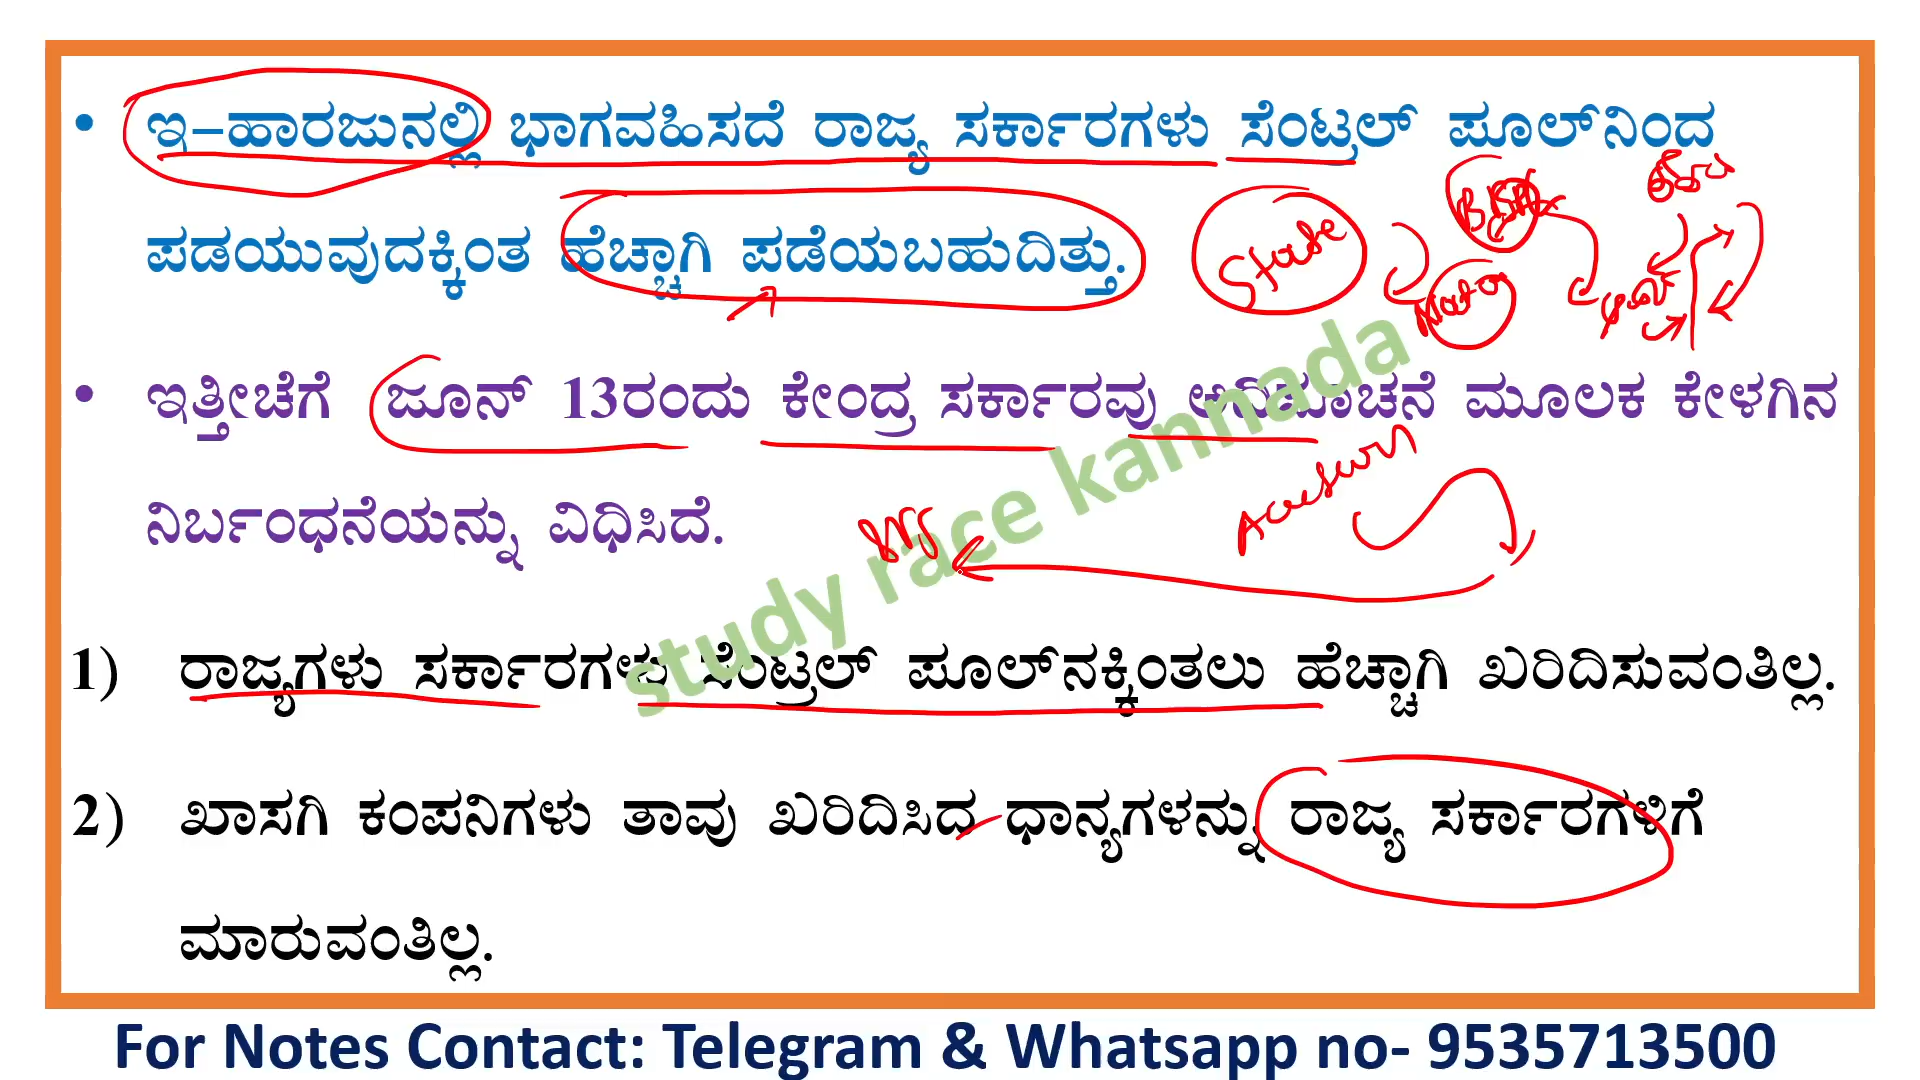 • ಇ–ಹಾರಜುನಲ್ಲಿ ಭಾಗವಹಿಸದೆ ರಾಜ್ಯ ಸರ್ಕಾರಗಳು ಸೆಂಟ್ರಲ್ ಪೂಲ್‌ನಿಂದ
ಪಡಯುವುದಕ್ಕಿಂತ ಹೆಚ್ಚಾಗಿ ಪಡೆಯಬಹುದಿತ್ತು.
State
• ಇತ್ತೀಚೆಗೆ ಜೂನ್ 13ರಂದು ಕೇಂದ್ರ ಸರ್ಕಾರವು ಅಧಿಸೂಚನೆ ಮೂಲಕ ಕೇಳಗಿನ
ನಿರ್ಬಂಧನೆಯನ್ನು ವಿಧಿಸಿದೆ.
study race kannada
1) ರಾಜ್ಯಗಳು ಸರ್ಕಾರಗಳು ಸೆಂಟ್ರಲ್ ಪೂಲ್‌ನಕ್ಕಿಂತಲು ಹೆಚ್ಚಾಗಿ ಖರಿದಿಸುವಂತಿಲ್ಲ.
2) ಖಾಸಗಿ ಕಂಪನಿಗಳು ತಾವು ಖರಿದಿಸಿದ ಧಾನ್ಯಗಳನ್ನು ರಾಜ್ಯ ಸರ್ಕಾರಗಳಿಗೆ
ಮಾರುವಂತಿಲ್ಲ.
For Notes Contact: Telegram & Whatsapp no- 9535713500